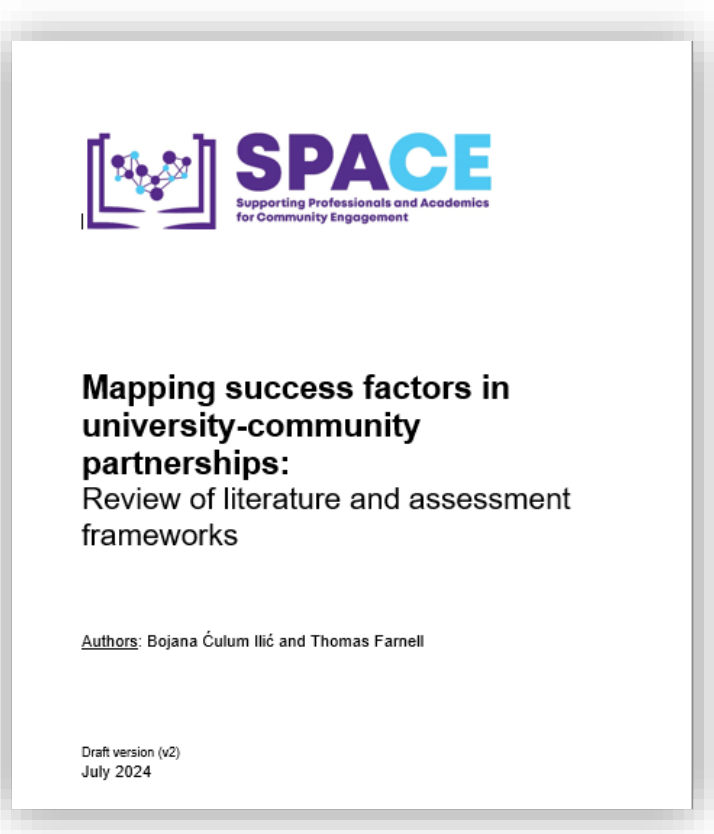 SPACE
Supporting Professionals and Academics
for Community Engagement
Mapping success factors in
university-community
partnerships:
Review of literature and assessment
frameworks
Authors: Bojana Ćulum Ilić and Thomas Farnell
Draft version (v2)
July 2024